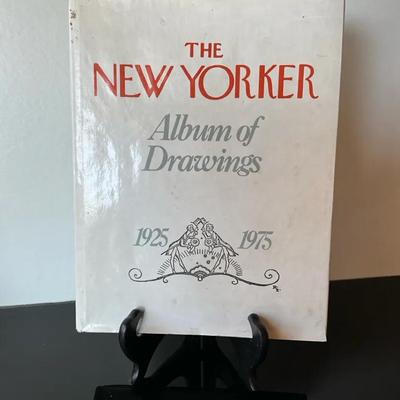 THE
NEW YORKER
Album of
Drawings
1925 1975